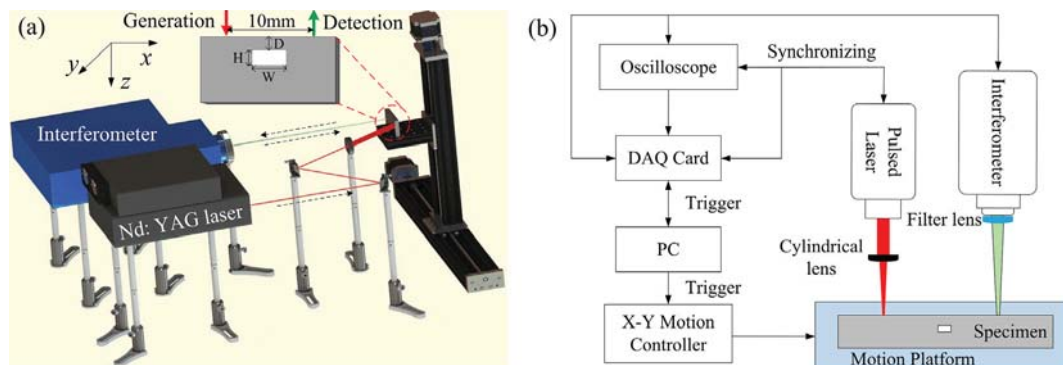 (a)
Generation
10mm
Detection
D
H
W
x
y
z
Interferometer
Nd: YAG laser
(b)
Oscilloscope
Synchronizing
DAQ Card
Trigger
PC
Trigger
X-Y Motion
Controller
Pulsed
Laser
Interferometer
Filter lens
Cylindrical
lens
Specimen
Motion Platform